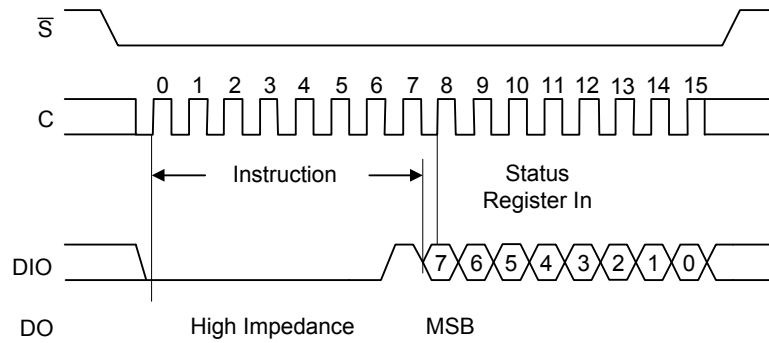 S
C
0 1 2 3 4 5 6 7 8 9 10 11 12 13 14 15
Instruction
Status
Register In
DIO
7 6 5 4 3 2 1 0
DO
High Impedance
MSB